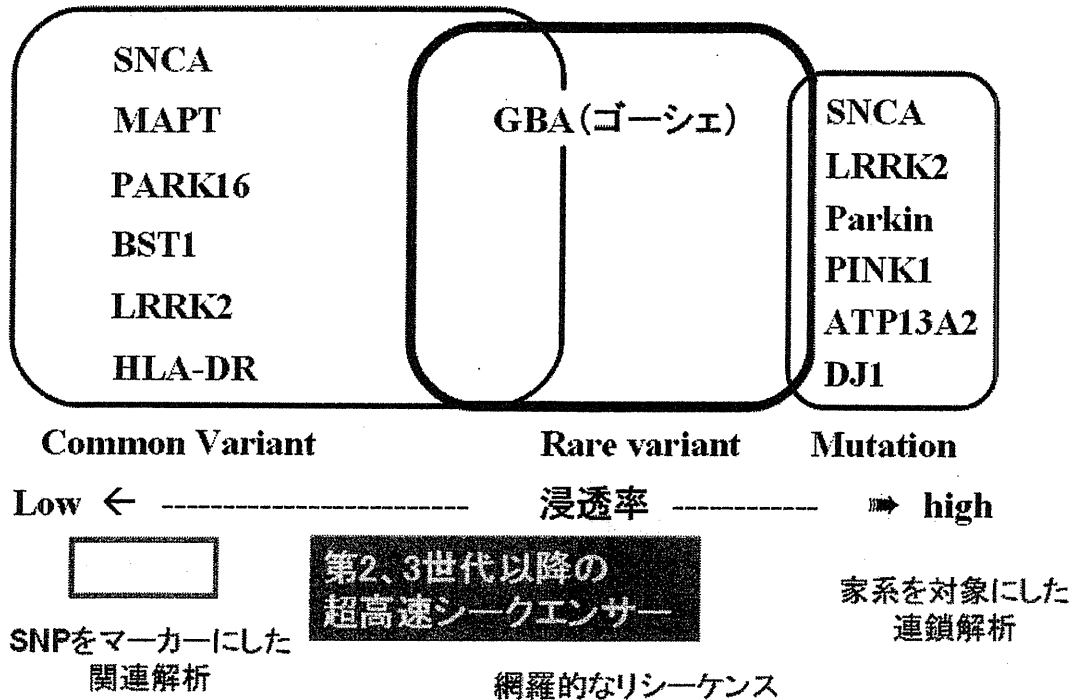 SNCA
MAPT
PARK16
BST1
LRRK2
HLA-DR
GBA(ゴーシェ)
SNCA
LRRK2
Parkin
PINK1
ATP13A2
DJ1
Common Variant
Rare variant
Mutation
Low ← ------------------------- 浸透率 ------------ ➠ high
第2、3世代以降の
超高速シークエンサー
SNPをマーカーにした
関連解析
網羅的なリシーケンス
家系を対象にした
連鎖解析